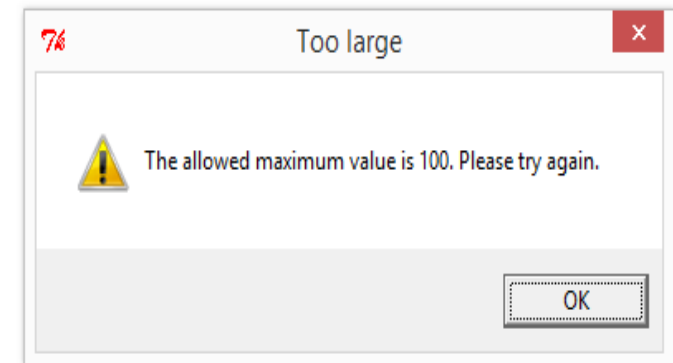 Too large
x
The allowed maximum value is 100. Please try again.
OK